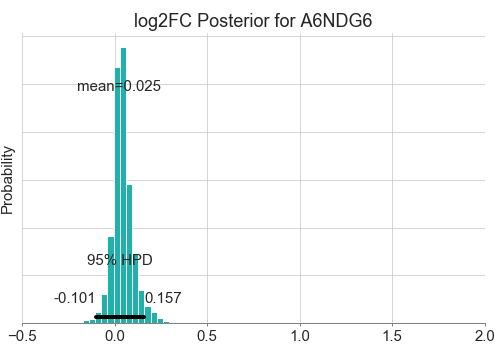 log2FC Posterior for A6NDG6
mean=0.025
Probability
95% HPD
-0.101 0.157
−0.5 0.0 0.5 1.0 1.5 2.0